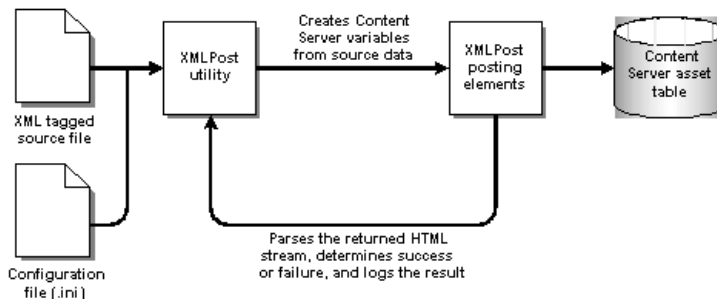 Creates Content
Server variables
from source data
XMLPost
utility
XMLPost
posting
elements
Content
Server asset
table
XML tagged
source file
Parses the returned HTML
stream, determines success
or failure, and logs the result
Configuration
file (.ini)